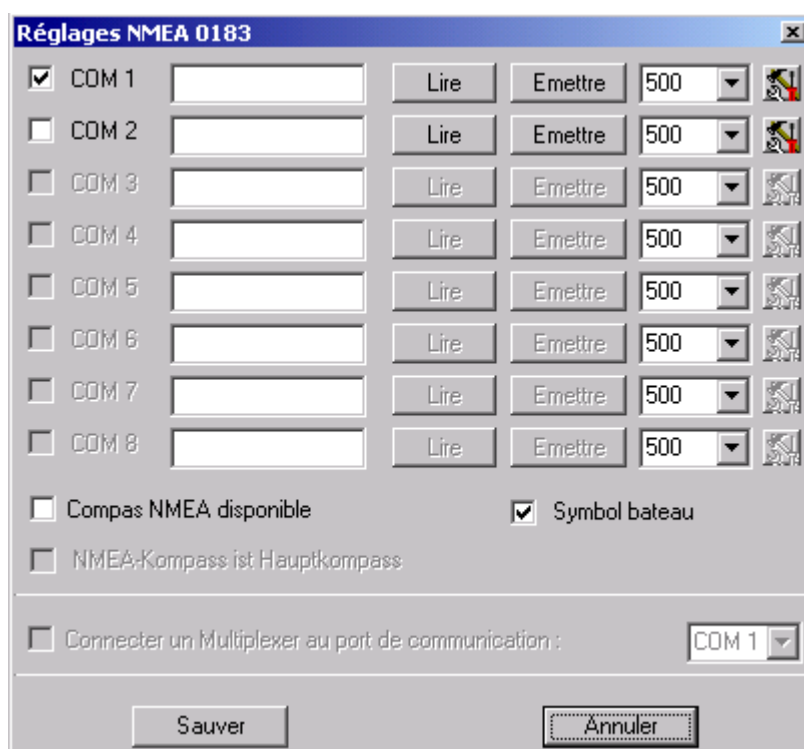 Réglages NMEA 0183
COM 1 Lire Emettre 500
COM 2 Lire Emettre 500
COM 3 Lire Emettre 500
COM 4 Lire Emettre 500
COM 5 Lire Emettre 500
COM 6 Lire Emettre 500
COM 7 Lire Emettre 500
COM 8 Lire Emettre 500
Compas NMEA disponible Symbol bateau
NMEA-Kompass ist Hauptkompass
Connecter un Multiplexer au port de communication : COM 1
Sauver Annuler